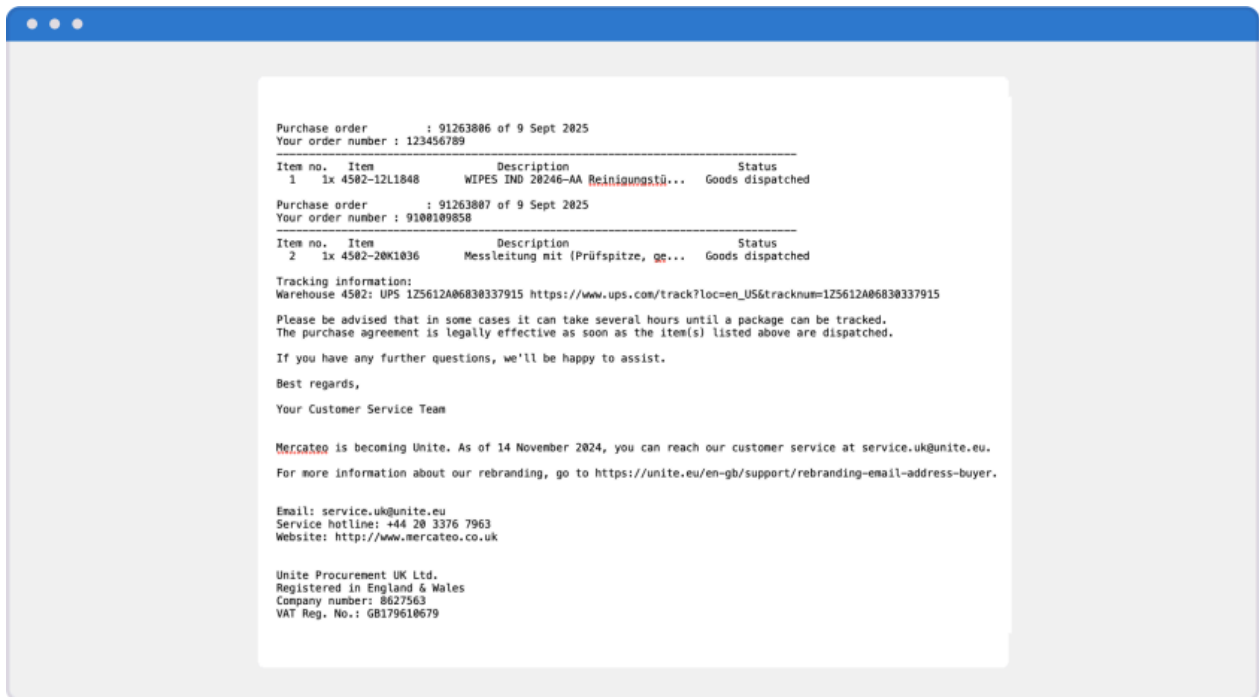 Purchase order        : 91263806 of 9 Sept 2025
Your order number : 123456789
--------------------------------------------------------------------------------
Item no.   Item                   Description                          Status
  1    1x 4502-12L1848       WIPES IND 20246-AA Reinigungstü...   Goods dispatched
Purchase order        : 91263807 of 9 Sept 2025
Your order number : 9100109858
--------------------------------------------------------------------------------
Item no.   Item                   Description                          Status
  2    1x 4502-20K1036       Messleitung mit (Prüfspitze, ge...   Goods dispatched
Tracking information:
Warehouse 4502: UPS 1Z5612A06830337915 https://www.ups.com/track?loc=en_US&tracknum=1Z5612A06830337915
Please be advised that in some cases it can take several hours until a package can be tracked.
The purchase agreement is legally effective as soon as the item(s) listed above are dispatched.
If you have any further questions, we'll be happy to assist.
Best regards,
Your Customer Service Team
Mercateo is becoming Unite. As of 14 November 2024, you can reach our customer service at service.uk@unite.eu.
For more information about our rebranding, go to https://unite.eu/en-gb/support/rebranding-email-address-buyer.
Email: service.uk@unite.eu
Service hotline: +44 20 3376 7963
Website: http://www.mercateo.co.uk
Unite Procurement UK Ltd.
Registered in England & Wales
Company number: 8627563
VAT Reg. No.: GB179610679